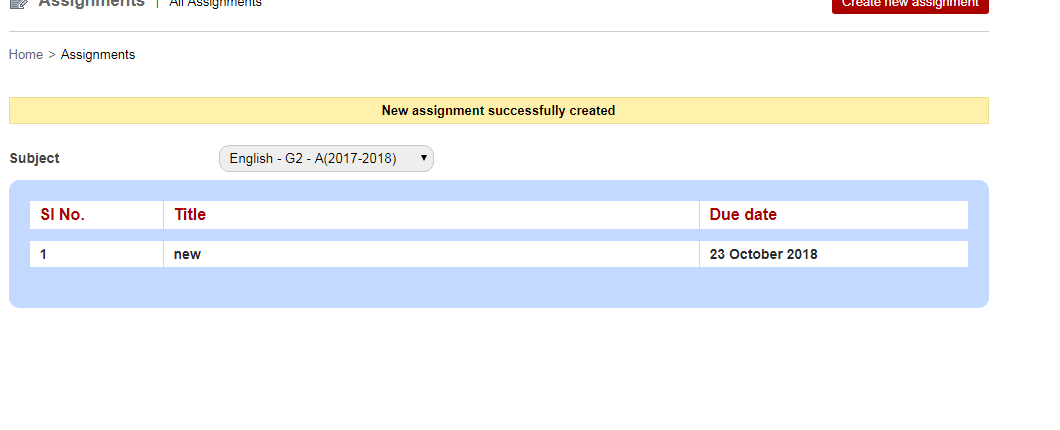 Assignments | All Assignments
Create new assignment
Home > Assignments
New assignment successfully created
Subject English - G2 - A(2017-2018)
Sl No. Title Due date
1 new 23 October 2018